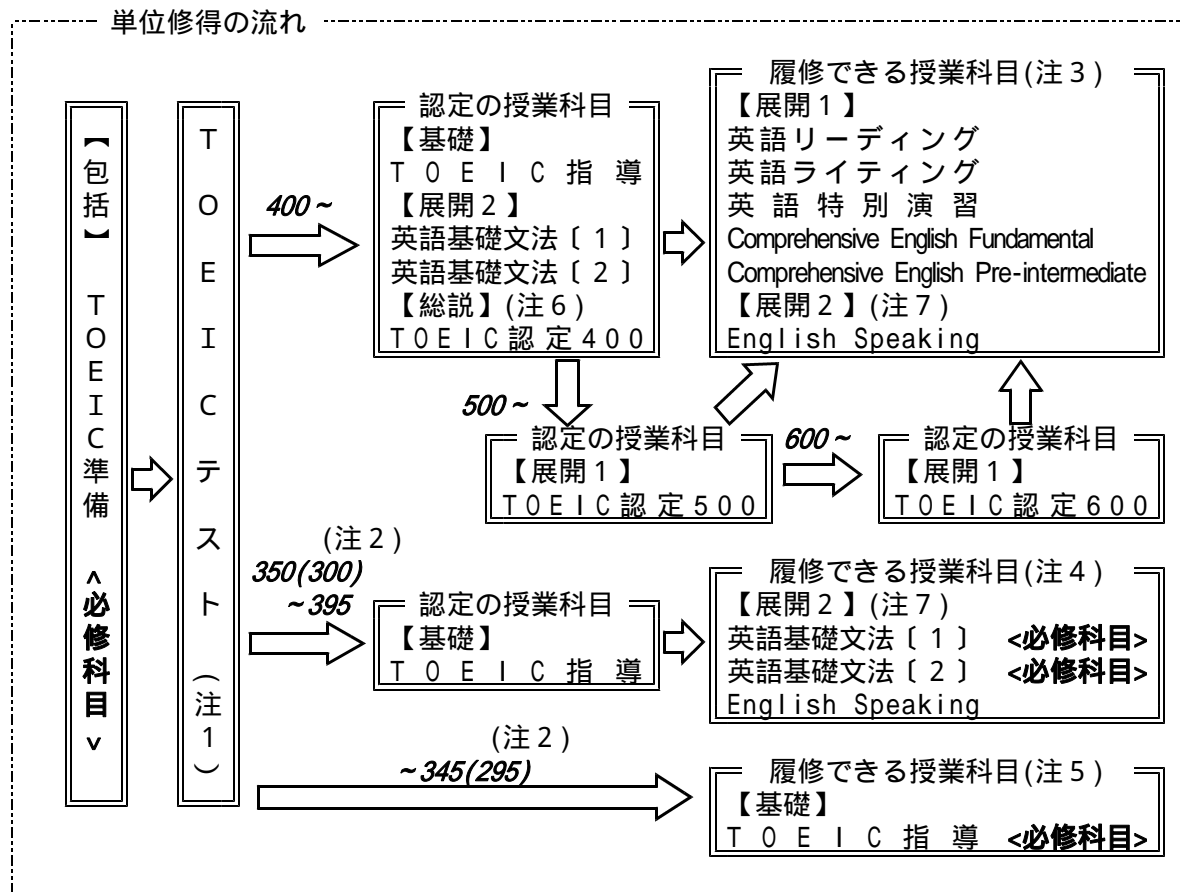 単位修得の流れ
【包括】 TOEIC準備 <必修科目>
TOEICテスト(注1)
400~
認定の授業科目
【基礎】
TOEIC指導
【展開2】
英語基礎文法〔1〕
英語基礎文法〔2〕
【総説】(注6)
TOEIC認定400
履修できる授業科目(注3)
【展開1】
英語リーディング
英語ライティング
英語特別演習
Comprehensive English Fundamental
Comprehensive English Pre-intermediate
【展開2】(注7)
English Speaking
500~
認定の授業科目
【展開1】
TOEIC認定500
600~
認定の授業科目
【展開1】
TOEIC認定600
(注2)
350(300)
~395
認定の授業科目
【基礎】
TOEIC指導
履修できる授業科目(注4)
【展開2】(注7)
英語基礎文法〔1〕 <必修科目>
英語基礎文法〔2〕 <必修科目>
English Speaking
(注2)
~345(295)
履修できる授業科目(注5)
【基礎】
TOEIC指導 <必修科目>